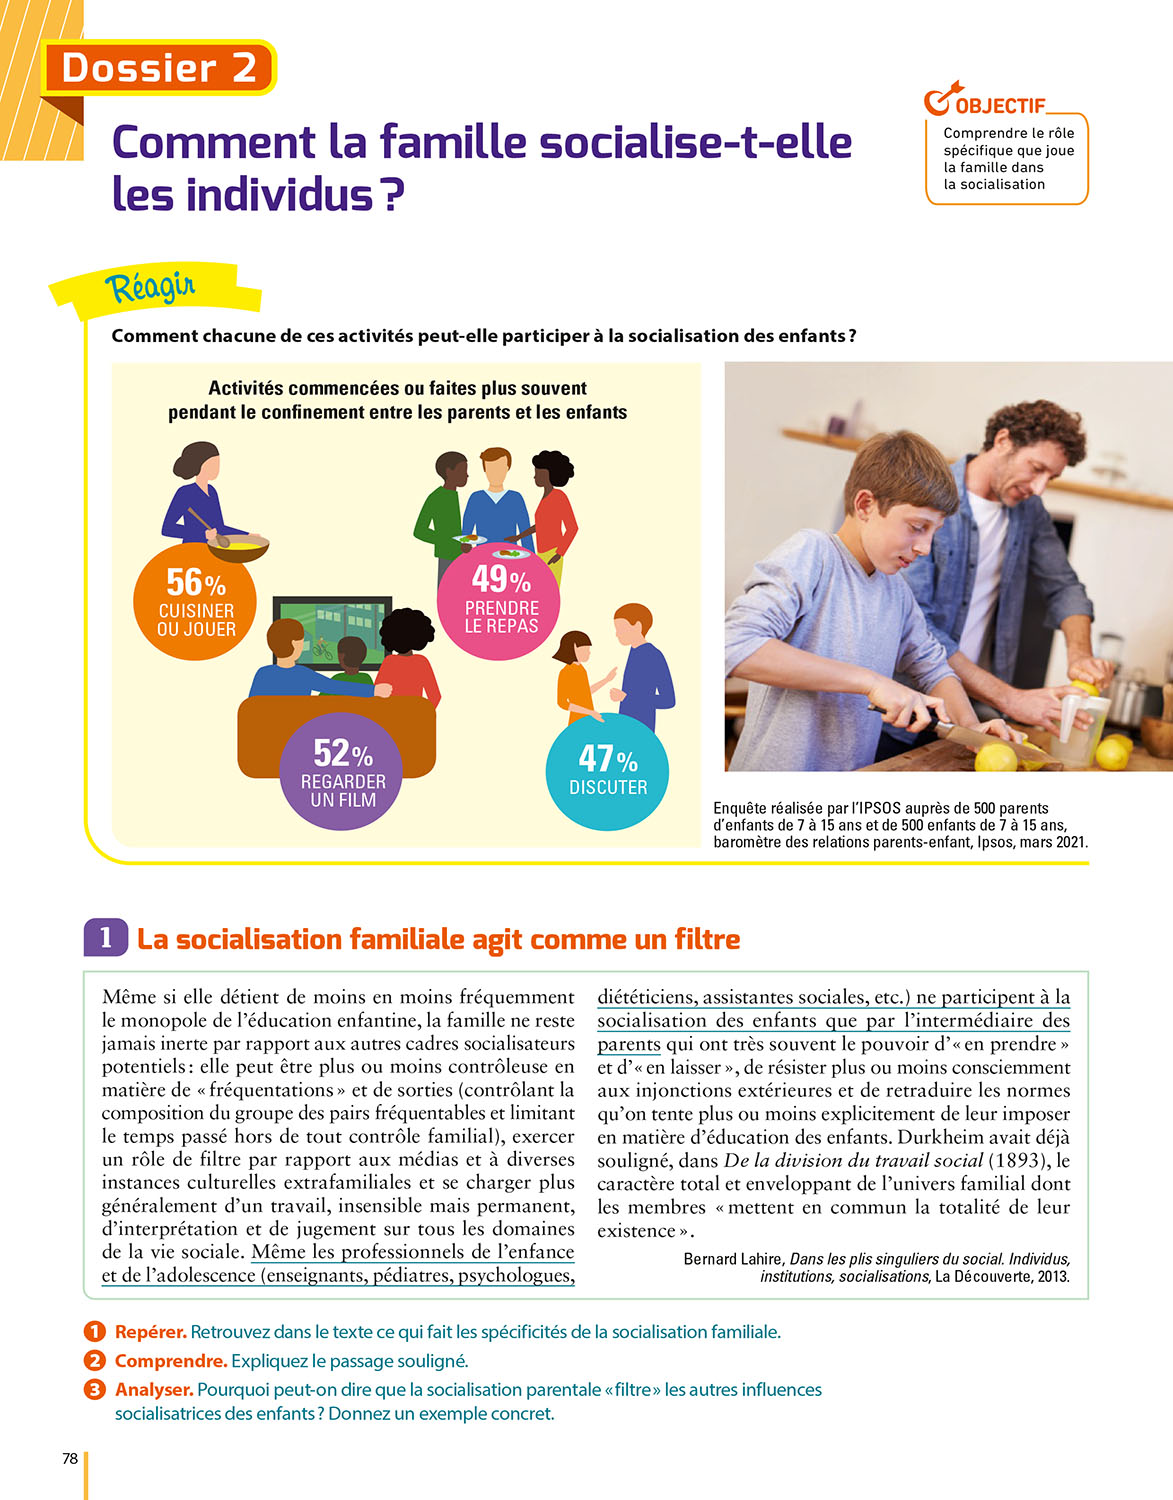 Dossier 2
Comment la famille socialise-t-elle
les individus ?
OBJECTIF
Comprendre le rôle
spécifique que joue
la famille dans
la socialisation
Réagir
Comment chacune de ces activités peut-elle participer à la socialisation des enfants ?
Activités commencées ou faites plus souvent
pendant le confinement entre les parents et les enfants
56%
CUISINER
OU JOUER
49%
PRENDRE
LE REPAS
52%
REGARDER
UN FILM
47%
DISCUTER
Enquête réalisée par l'IPSOS auprès de 500 parents
d'enfants de 7 à 15 ans et de 500 enfants de 7 à 15 ans,
baromètre des relations parents-enfant, Ipsos, mars 2021.
1 La socialisation familiale agit comme un filtre
Même si elle détient de moins en moins fréquemment
le monopole de l'éducation enfantine, la famille ne reste
jamais inerte par rapport aux autres cadres socialisateurs
potentiels : elle peut être plus ou moins contrôleuse en
matière de « fréquentations » et de sorties (contrôlant la
composition du groupe des pairs fréquentables et limitant
le temps passé hors de tout contrôle familial), exercer
un rôle de filtre par rapport aux médias et à diverses
instances culturelles extrafamiliales et se charger plus
généralement d'un travail, insensible mais permanent,
d'interprétation et de jugement sur tous les domaines
de la vie sociale. Même les professionnels de l'enfance
et de l'adolescence (enseignants, pédiatres, psychologues,
diététiciens, assistantes sociales, etc.) ne participent à la
socialisation des enfants que par l'intermédiaire des
parents qui ont très souvent le pouvoir d'« en prendre »
et d'« en laisser », de résister plus ou moins consciemment
aux injonctions extérieures et de retraduire les normes
qu'on tente plus ou moins explicitement de leur imposer
en matière d'éducation des enfants. Durkheim avait déjà
souligné, dans De la division du travail social (1893), le
caractère total et enveloppant de l'univers familial dont
les membres « mettent en commun la totalité de leur
existence ».
Bernard Lahire, Dans les plis singuliers du social. Individus,
institutions, socialisations, La Découverte, 2013.
1 Repérer. Retrouvez dans le texte ce qui fait les spécificités de la socialisation familiale.
2 Comprendre. Expliquez le passage souligné.
3 Analyser. Pourquoi peut-on dire que la socialisation parentale « filtre » les autres influences
socialisatrices des enfants ? Donnez un exemple concret.
78